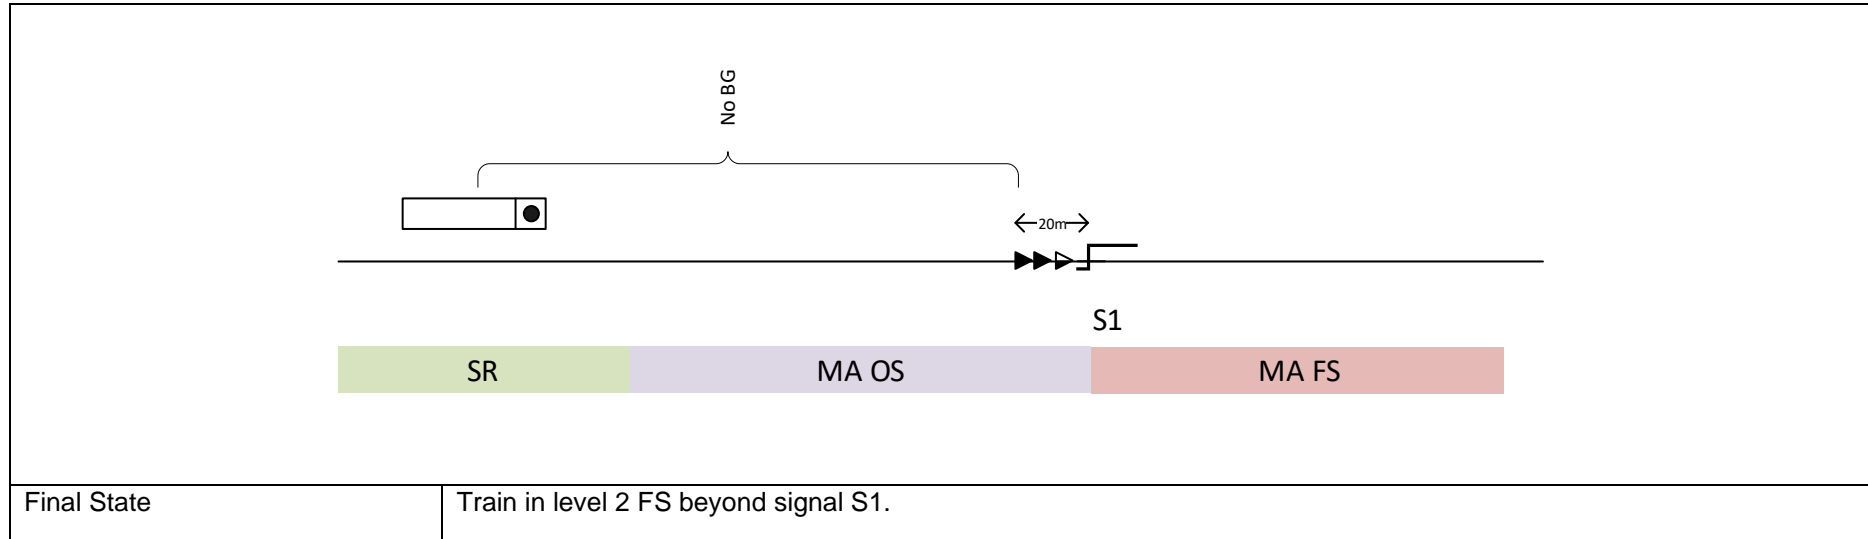 No BG
20m
S1
SR
MA OS
MA FS
Final State
Train in level 2 FS beyond signal S1.